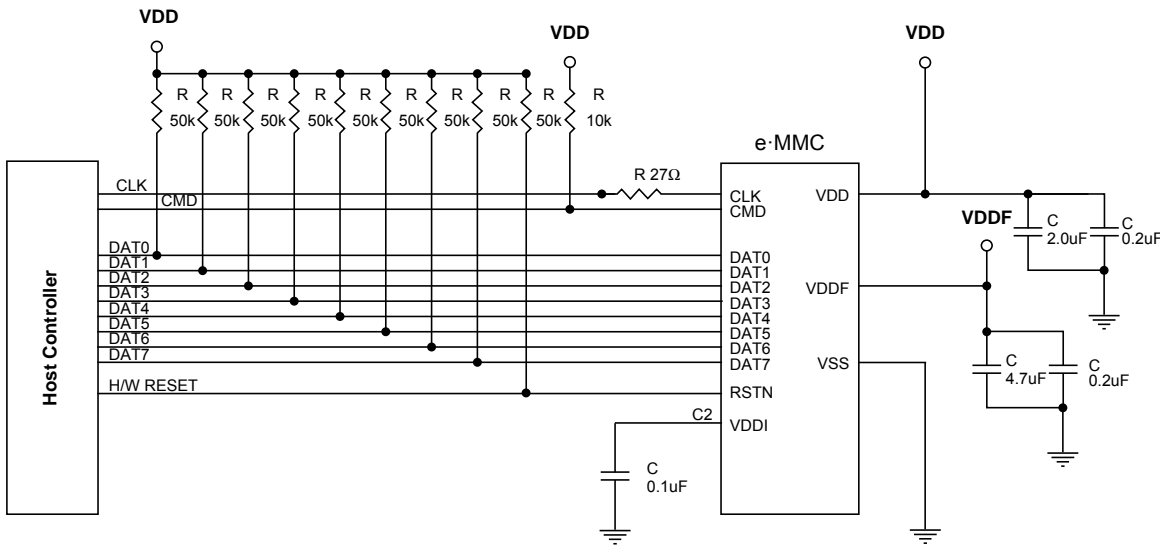 VDD
VDD
VDD
R
R
R
R
R
R
R
R
R
R
50k
50k
50k
50k
50k
50k
50k
50k
50k
10k
e·MMC
Host Controller
CLK
R 27Ω
CLK
VDD
CMD
CMD
VDDF
C
2.0uF
C
0.2uF
DAT0
DAT1
DAT2
DAT3
DAT4
DAT5
DAT6
DAT7
DAT0
DAT1
DAT2
DAT3
DAT4
DAT5
DAT6
DAT7
VDDF
VSS
C
4.7uF
C
0.2uF
H/W RESET
RSTN
C2
VDDI
C
0.1uF